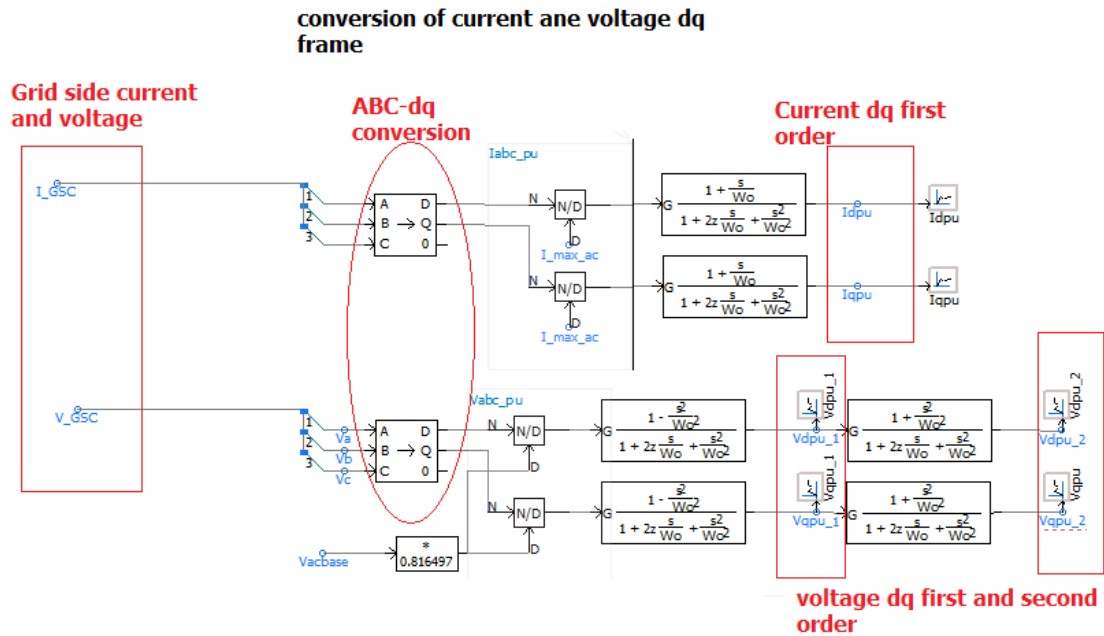 conversion of current ane voltage dq
frame
Grid side current
and voltage
ABC-dq
conversion
Current dq first
order
Iabc_pu
I_GSC
1
2
3
A
B
C
D
Q
0
N
N/D
D
I_max_ac
N
N/D
D
I_max_ac
G
1 + s/Wo
1 + 2z s/Wo + s²/Wo²
Idpu
Idpu
G
1 + s/Wo
1 + 2z s/Wo + s²/Wo²
Iqpu
Iqpu
V_GSC
1
2
3
Va
Vb
Vc
A
B
C
D
Q
0
Vabc_pu
N
N/D
D
N
N/D
D
Vacbase
*
0.816497
G
1 - s²/Wo²
1 + 2z s/Wo + s²/Wo²
Vdpu_1
Vdpu_1
G
1 + s²/Wo²
1 + 2z s/Wo + s²/Wo²
Vdpu_2
Vdpu_2
G
1 - s²/Wo²
1 + 2z s/Wo + s²/Wo²
Vqpu_1
Vqpu_1
G
1 + s²/Wo²
1 + 2z s/Wo + s²/Wo²
Vqpu
Vqpu_2
voltage dq first and second
order